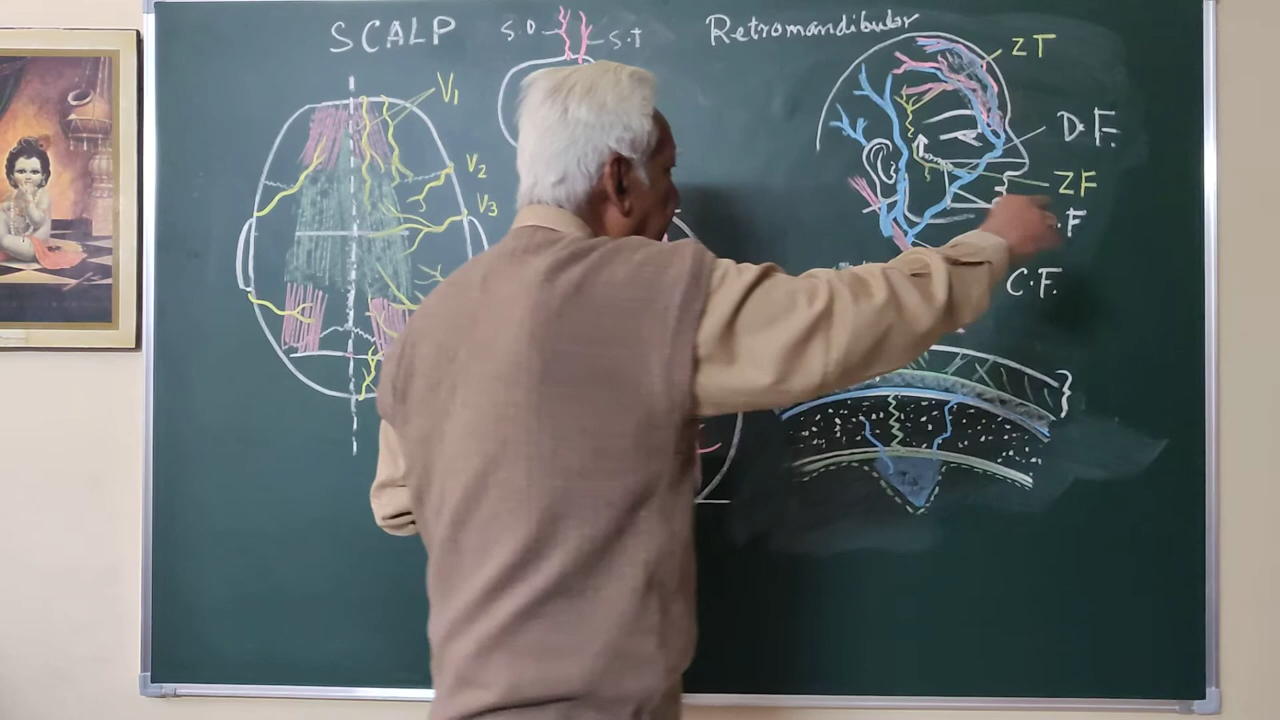 SCALP
S.O
S.T
Retromandibular
V1
V2
V3
ZT
D.F.
ZF
.F
C.F.